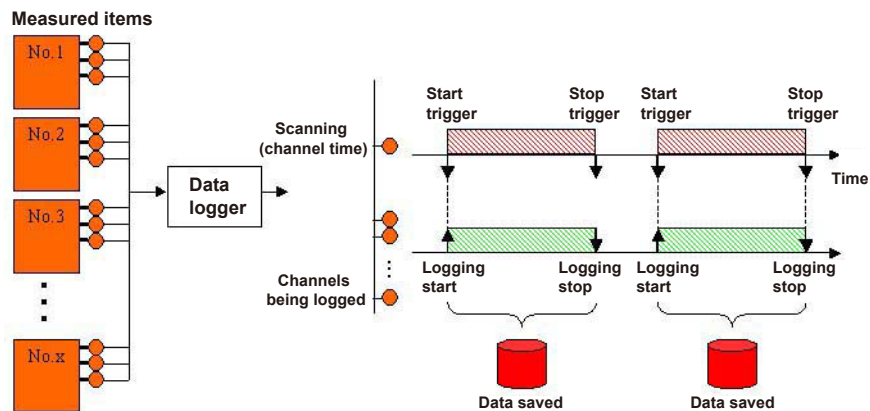 Measured items
No.1
No.2
No.3
No.x
Data
logger
Scanning
(channel time)
Channels
being logged
Start
trigger
Stop
trigger
Start
trigger
Stop
trigger
Time
Logging
start
Logging
stop
Logging
start
Logging
stop
Data saved
Data saved